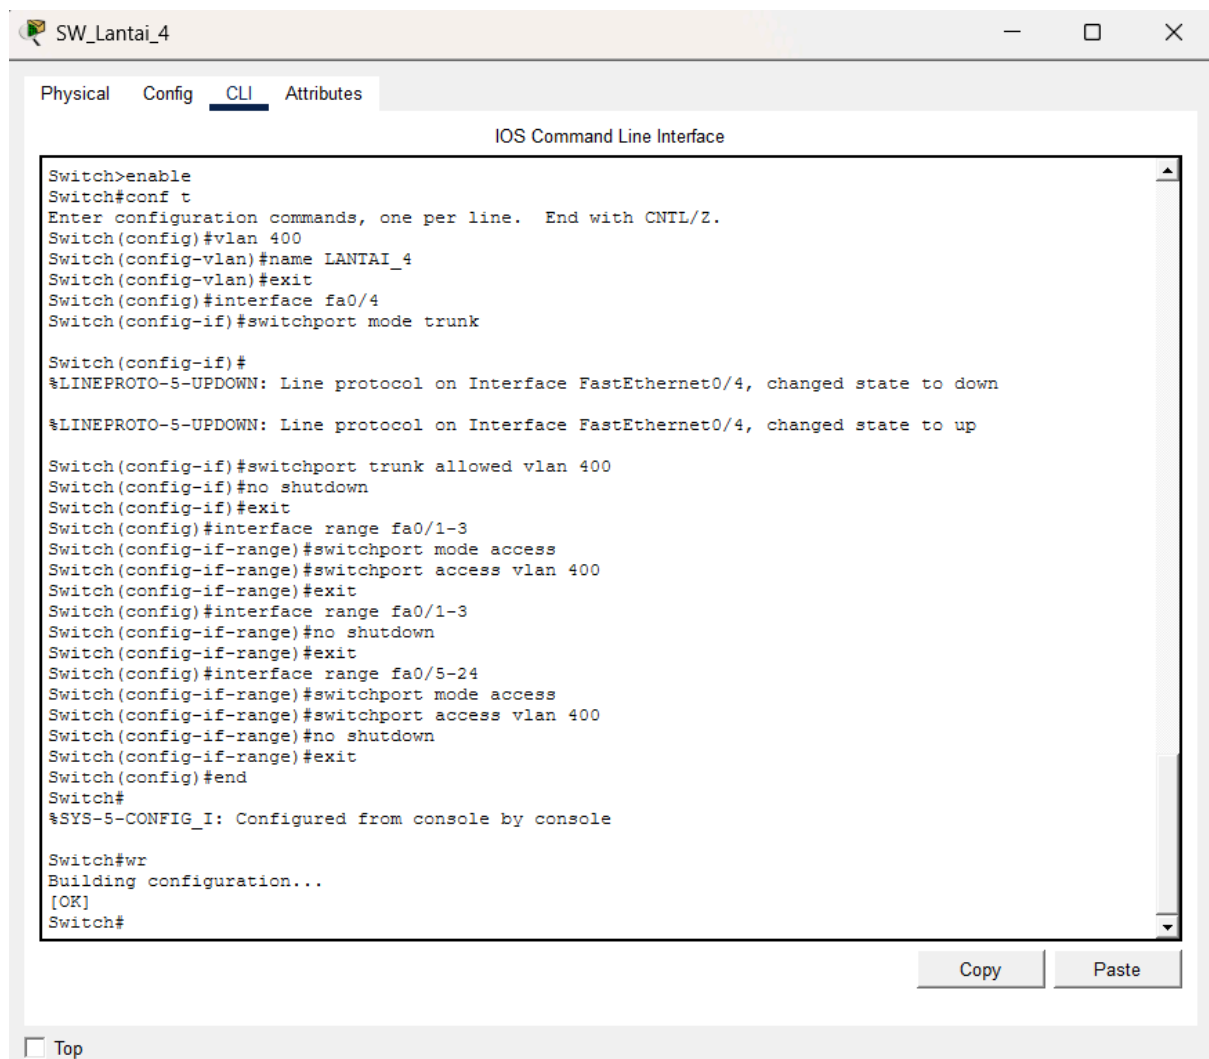 SW_Lantai_4
Physical Config CLI Attributes
IOS Command Line Interface
Switch>enable
Switch#conf t
Enter configuration commands, one per line.  End with CNTL/Z.
Switch(config)#vlan 400
Switch(config-vlan)#name LANTAI_4
Switch(config-vlan)#exit
Switch(config)#interface fa0/4
Switch(config-if)#switchport mode trunk
Switch(config-if)#
%LINEPROTO-5-UPDOWN: Line protocol on Interface FastEthernet0/4, changed state to down
%LINEPROTO-5-UPDOWN: Line protocol on Interface FastEthernet0/4, changed state to up
Switch(config-if)#switchport trunk allowed vlan 400
Switch(config-if)#no shutdown
Switch(config-if)#exit
Switch(config)#interface range fa0/1-3
Switch(config-if-range)#switchport mode access
Switch(config-if-range)#switchport access vlan 400
Switch(config-if-range)#exit
Switch(config)#interface range fa0/1-3
Switch(config-if-range)#no shutdown
Switch(config-if-range)#exit
Switch(config)#interface range fa0/5-24
Switch(config-if-range)#switchport mode access
Switch(config-if-range)#switchport access vlan 400
Switch(config-if-range)#no shutdown
Switch(config-if-range)#exit
Switch(config)#end
Switch#
%SYS-5-CONFIG_I: Configured from console by console
Switch#wr
Building configuration...
[OK]
Switch#
Copy Paste
Top